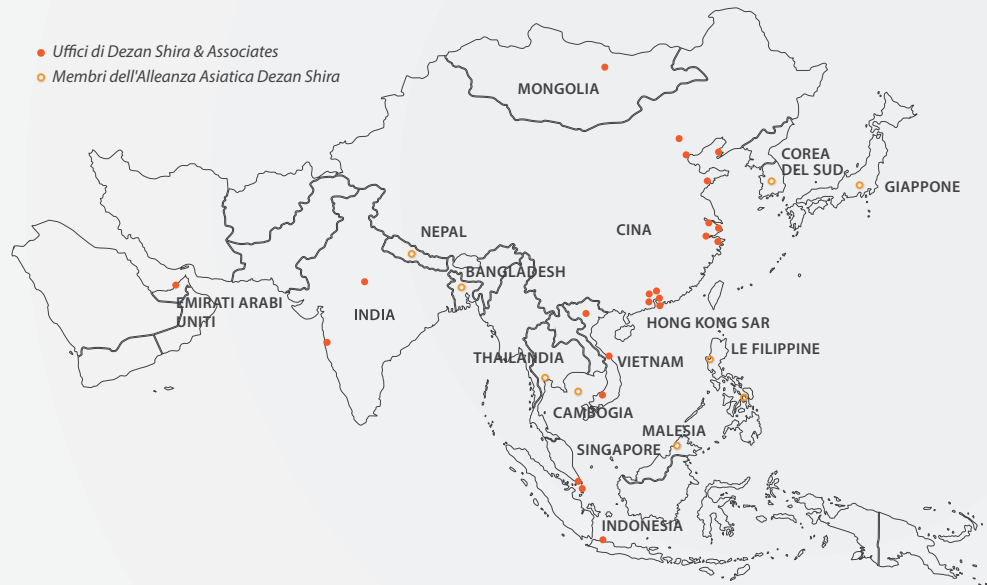 Uffici di Dezan Shira & Associates
Membri dell'Alleanza Asiatica Dezan Shira
MONGOLIA
COREA
DEL SUD
GIAPPONE
CINA
NEPAL
BANGLADESH
EMIRATI ARABI
UNITI
INDIA
HONG KONG SAR
LE FILIPPINE
THAILANDIA
VIETNAM
CAMBOGIA
MALESIA
SINGAPORE
INDONESIA